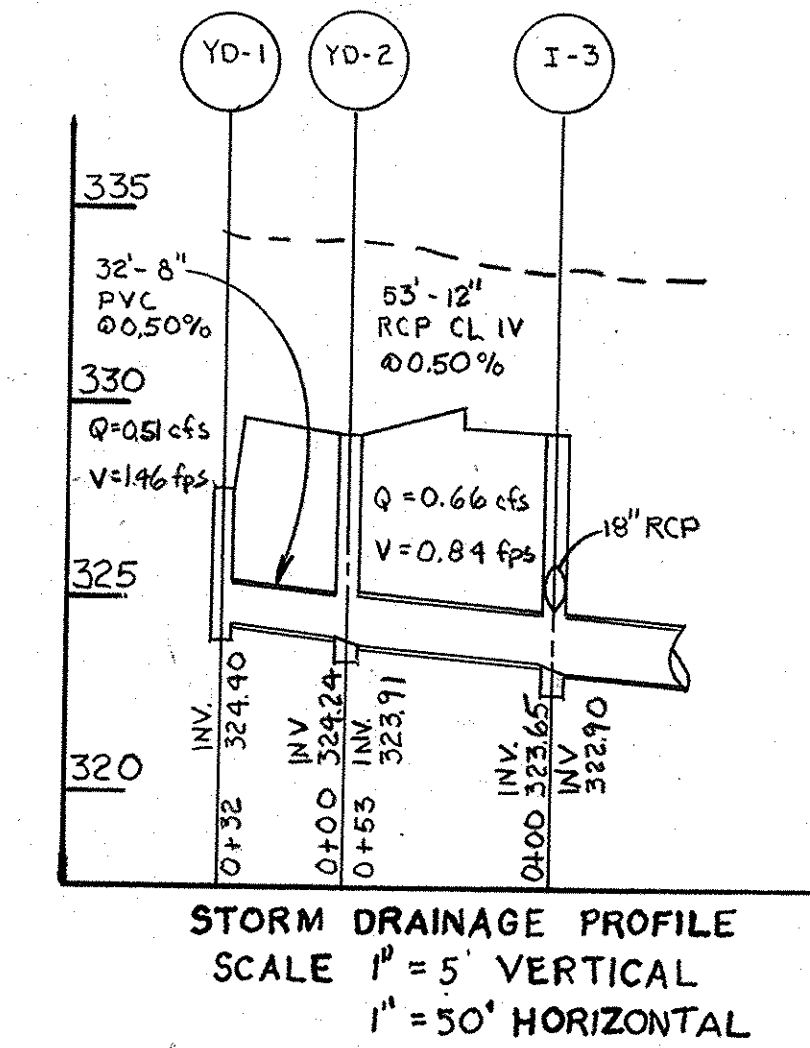 YD-1
YD-2
I-3
335
32'-8"
PVC
@0.50%
53'-12"
RCP CL IV
@0.50%
330
Q=0.51 cfs
V=1.46 fps
Q = 0.66 cfs
V = 0.84 fps
18" RCP
325
320
INV.
324.40
INV
324.24
INV.
323.91
INV.
323.65
INV
322.90
0+32
0+00
0+53
0+00
STORM DRAINAGE PROFILE
SCALE 1" = 5' VERTICAL
1" = 50' HORIZONTAL